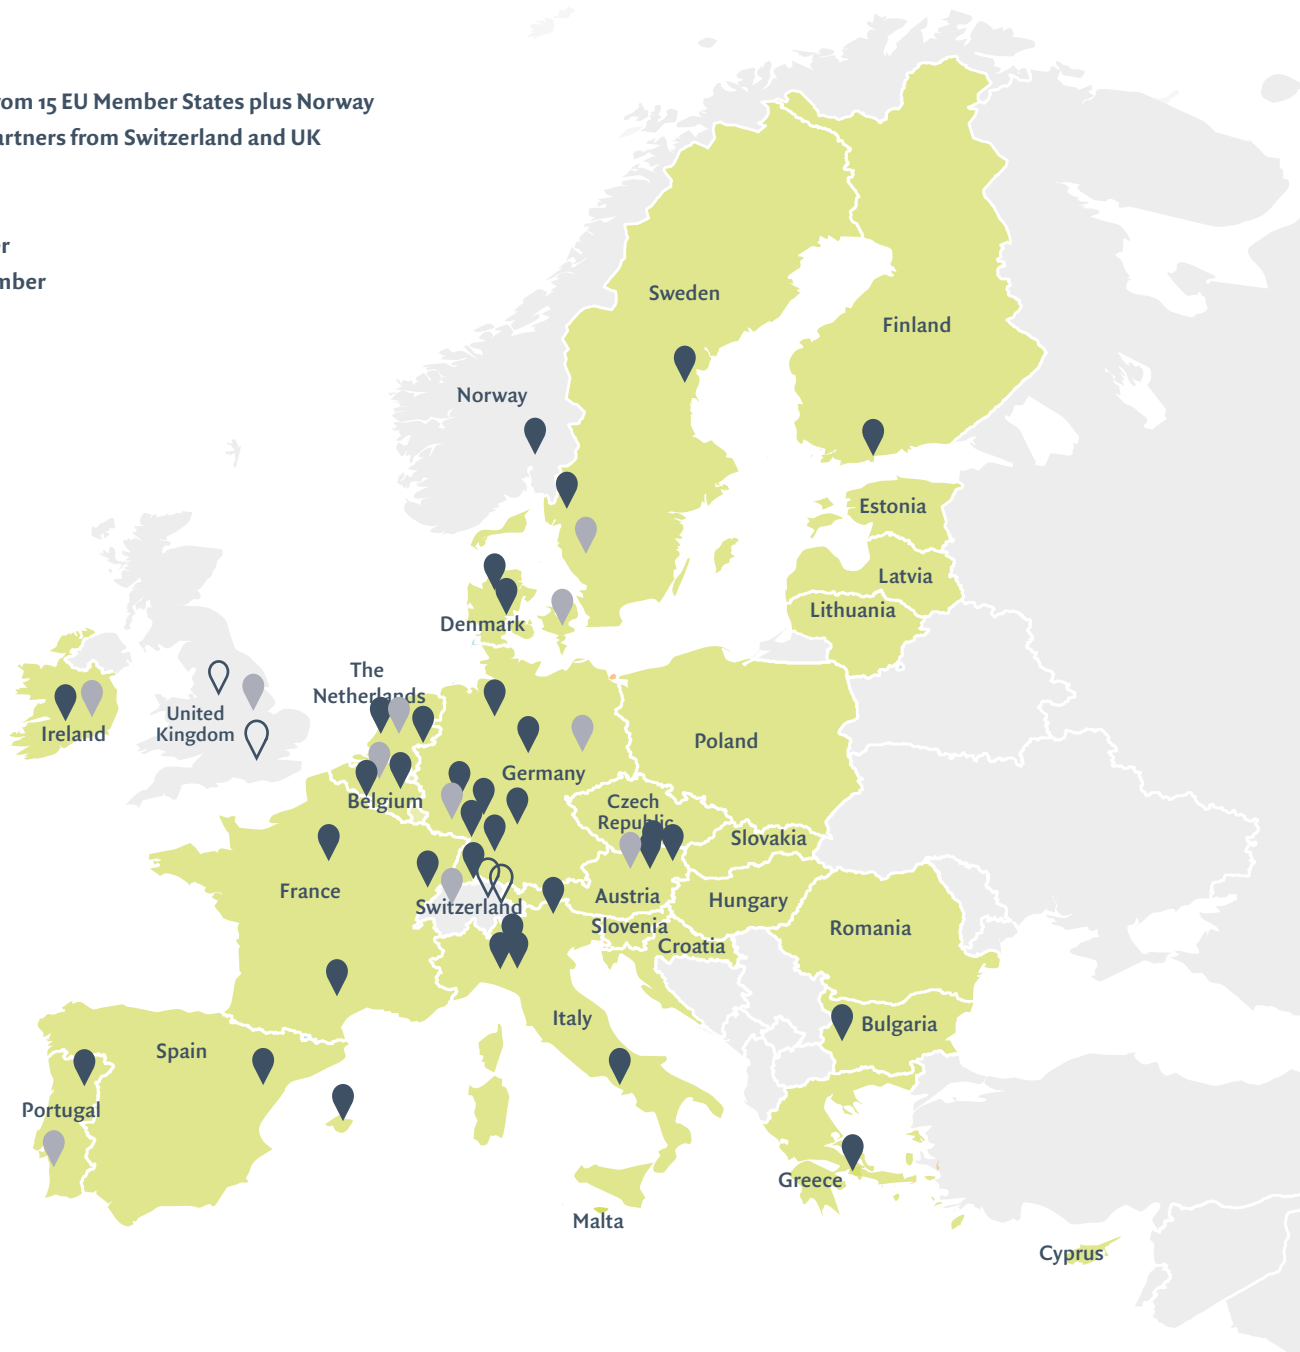 om 15 EU Member States plus Norway
artners from Switzerland and UK
r
mber
Sweden
Finland
Norway
Estonia
Latvia
Lithuania
Denmark
The
Netherlands
United
Kingdom
Ireland
Poland
Germany
Belgium
Czech
Republic
Slovakia
France
Switzerland
Austria
Hungary
Slovenia
Croatia
Romania
Italy
Bulgaria
Spain
Portugal
Greece
Malta
Cyprus